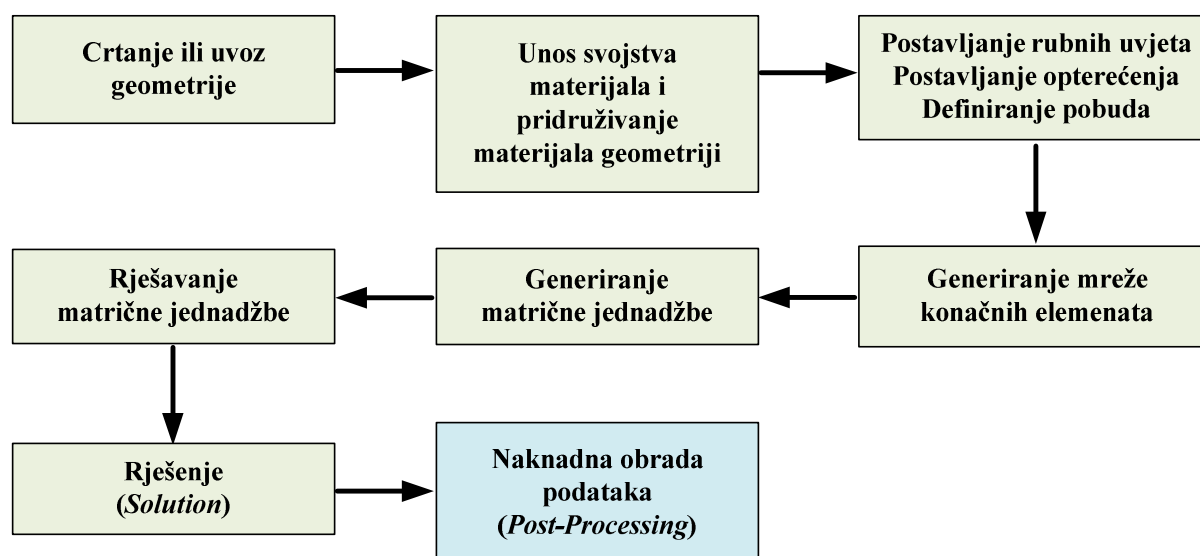 Crtanje ili uvoz
geometrije
Unos svojstva
materijala i
pridruživanje
materijala geometriji
Postavljanje rubnih uvjeta
Postavljanje opterećenja
Definiranje pobuda
Generiranje mreže
konačnih elemenata
Generiranje
matrične jednadžbe
Rješavanje
matrične jednadžbe
Rješenje
(Solution)
Naknadna obrada
podataka
(Post-Processing)